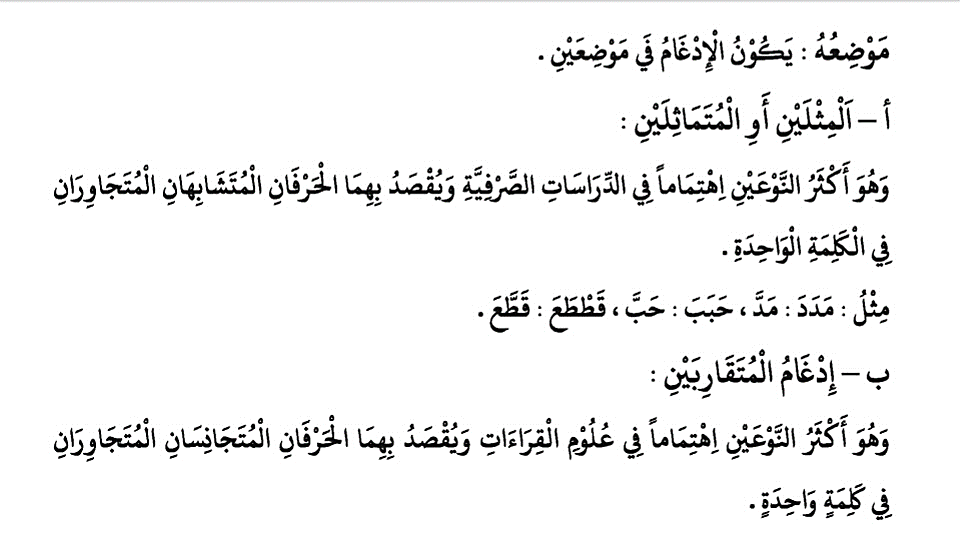 مَوْضِعُهُ : يَكُوْنُ الْإِدْغَامُ فَي مَوْضِعَيْنِ .
أ – اَلْمِثْلَيْنِ أَوِ الْمُتَمَاثِلَيْنِ :
وَهُوَ أَكْثَرُ النَّوْعَيْنِ اِهْتِمَاماً فِي الدِّرَاسَاتِ الصَّرْفِيَّةِ وَيُقْصَدُ بِهِمَا الْحَرْفَانِ الْمُتَشَابِهَانِ الْمُتَجَاوِرَانِ
فِي الْكَلِمَةِ الْوَاحِدَةِ .
مِثْلُ : مَدَدَ : مَدَّ ، حَبَبَ : حَبَّ ، قَطْطَعَ : قَطَّعَ .
ب – إِدْغَامُ الْمُتَقَارِبَيْنِ :
وَهُوَ أَكْثَرُ النَّوْعَيْنِ اِهْتِمَاماً فِي عُلُوْمِ الْقِرَاءَاتِ وَيُقْصَدُ بِهِمَا الْحَرْفَانِ الْمُتَجَانِسَانِ الْمُتَجَاوِرَانِ
فِي كَلِمَةٍ وَاحِدَةٍ .